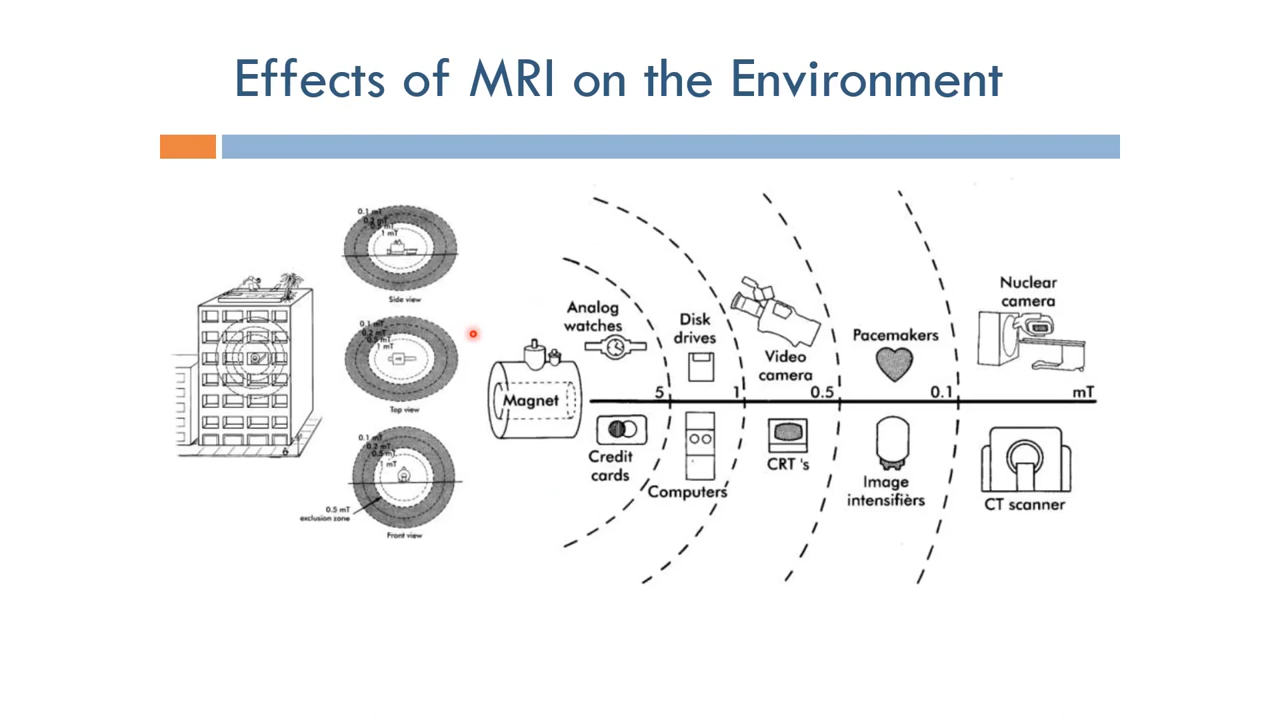 Effects of MRI on the Environment
0.1 mT
0.2 mT
0.5 mT
1 mT
Side view
0.1 mT
0.2 mT
0.5 mT
1 mT
Top view
0.1 mT
0.2 mT
0.5 mT
1 mT
0.5 mT
exclusion zone
Front view
Magnet
Analog
watches
Disk
drives
Video
camera
Pacemakers
Nuclear
camera
5
1
0.5
0.1
mT
Credit
cards
Computers
CRT 's
Image
intensifiers
CT scanner